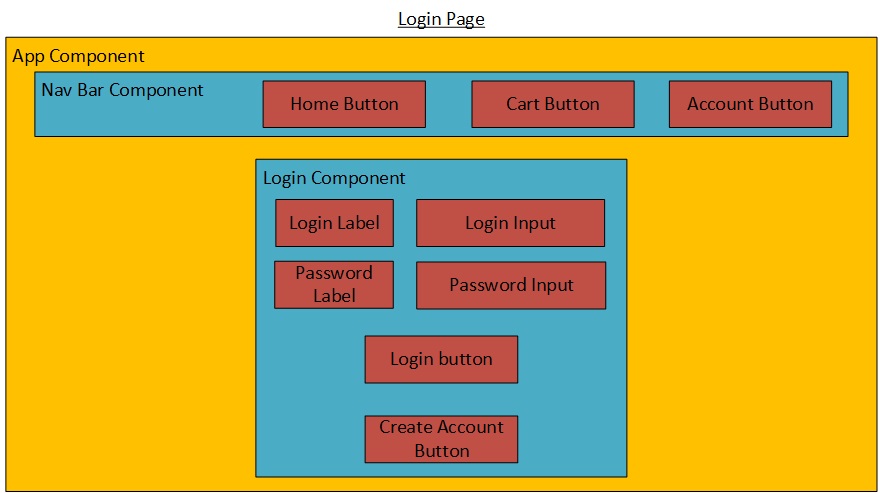 Login Page
App Component
Nav Bar Component
Home Button
Cart Button
Account Button
Login Component
Login Label
Login Input
Password
Label
Password Input
Login button
Create Account
Button